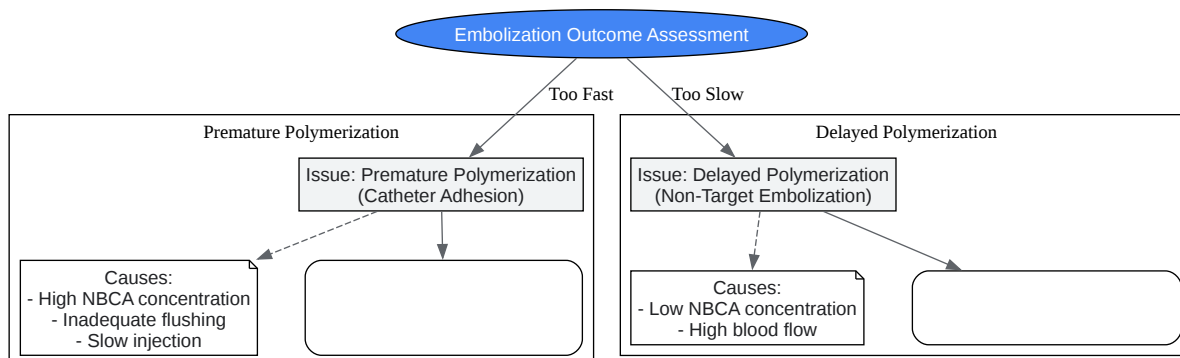 Embolization Outcome Assessment
Too Fast
Too Slow
Premature Polymerization
Issue: Premature Polymerization
(Catheter Adhesion)
Causes:
- High NBCA concentration
- Inadequate flushing
- Slow injection
Delayed Polymerization
Issue: Delayed Polymerization
(Non-Target Embolization)
Causes:
- Low NBCA concentration
- High blood flow